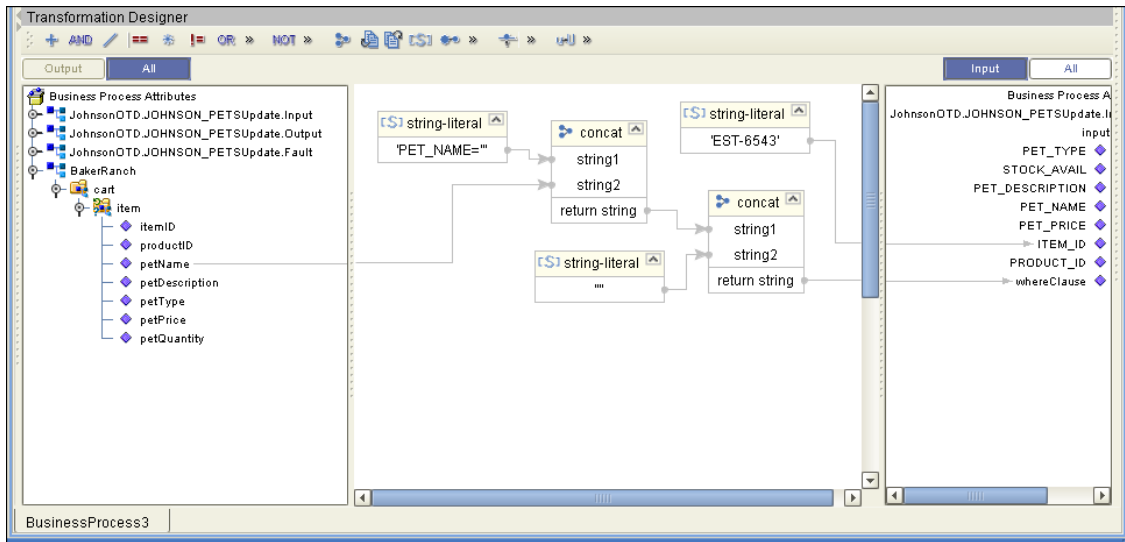 Transformation Designer
AND == != OR » NOT » [S] » » »
Output All Input All
Business Process Attributes
JohnsonOTD.JOHNSON_PETSUpdate.Input
JohnsonOTD.JOHNSON_PETSUpdate.Output
JohnsonOTD.JOHNSON_PETSUpdate.Fault
BakerRanch
cart
item
itemID
productID
petName
petDescription
petType
petPrice
petQuantity
[S] string-literal
'PET_NAME="'
concat
string1
string2
return string
[S] string-literal
'EST-6543'
concat
string1
string2
return string
[S] string-literal
'"'
Business Process A
JohnsonOTD.JOHNSON_PETSUpdate.I
input
PET_TYPE
STOCK_AVAIL
PET_DESCRIPTION
PET_NAME
PET_PRICE
ITEM_ID
PRODUCT_ID
whereClause
BusinessProcess3